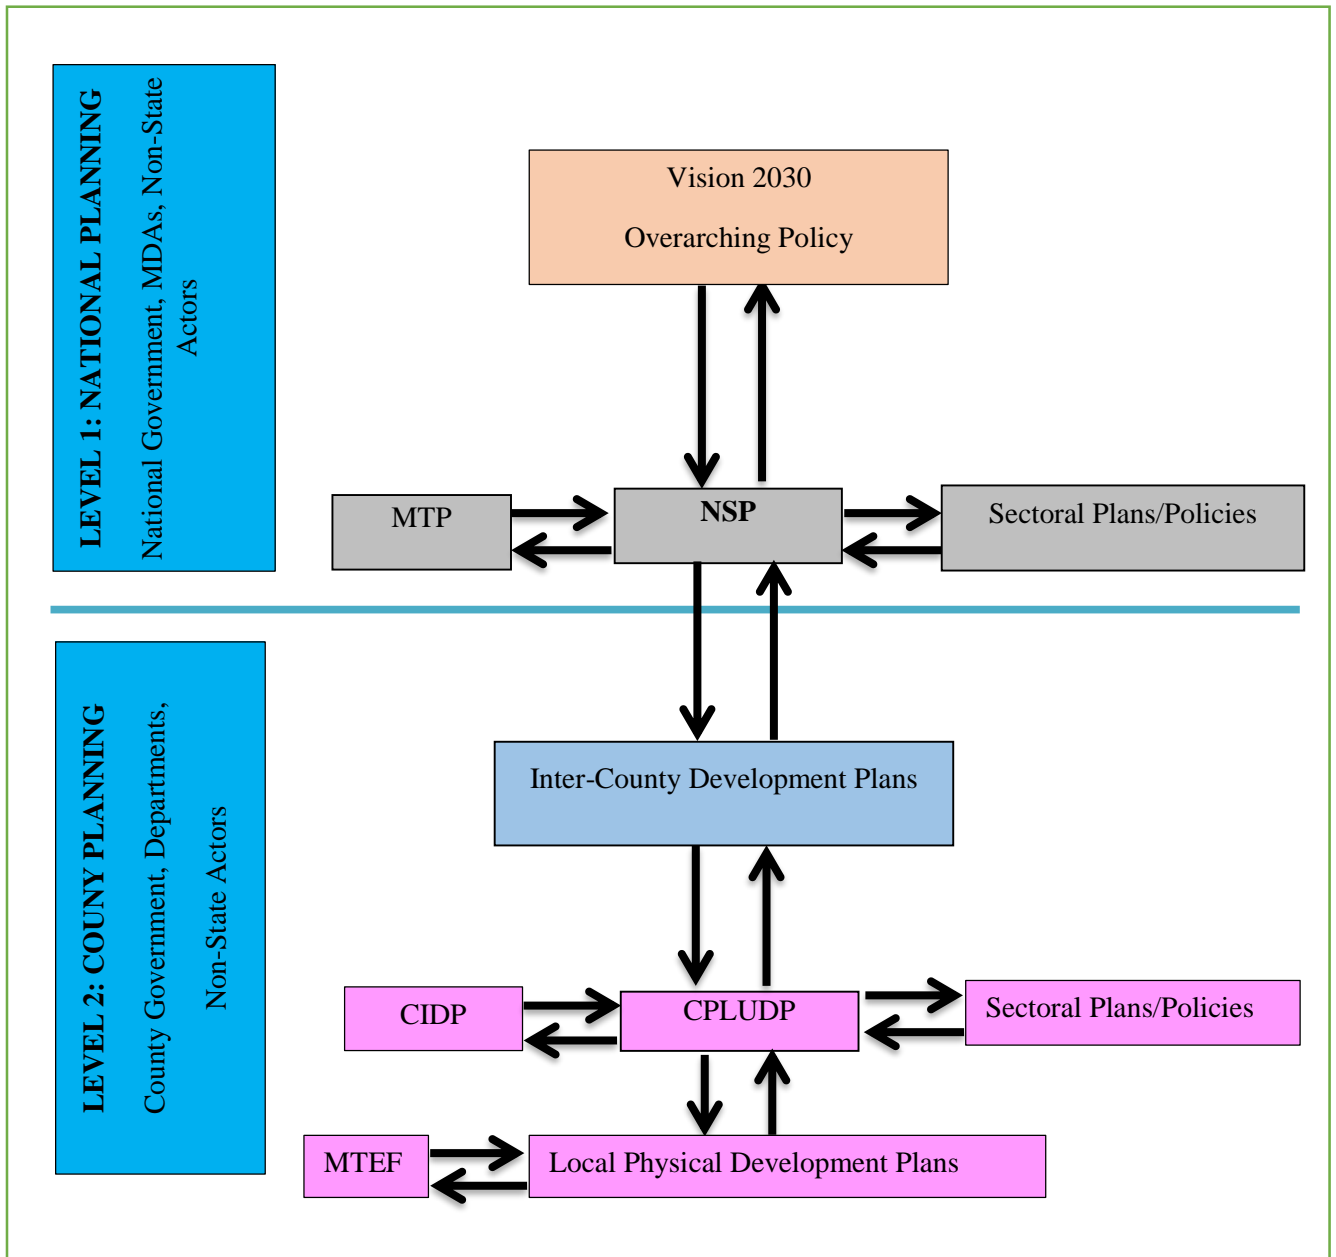 LEVEL 1: NATIONAL PLANNING
National Government, MDAs, Non-State
Actors
Vision 2030
Overarching Policy
MTP
NSP
Sectoral Plans/Policies
LEVEL 2: COUNY PLANNING
County Government, Departments,
Non-State Actors
Inter-County Development Plans
CIDP
CPLUDP
Sectoral Plans/Policies
MTEF
Local Physical Development Plans